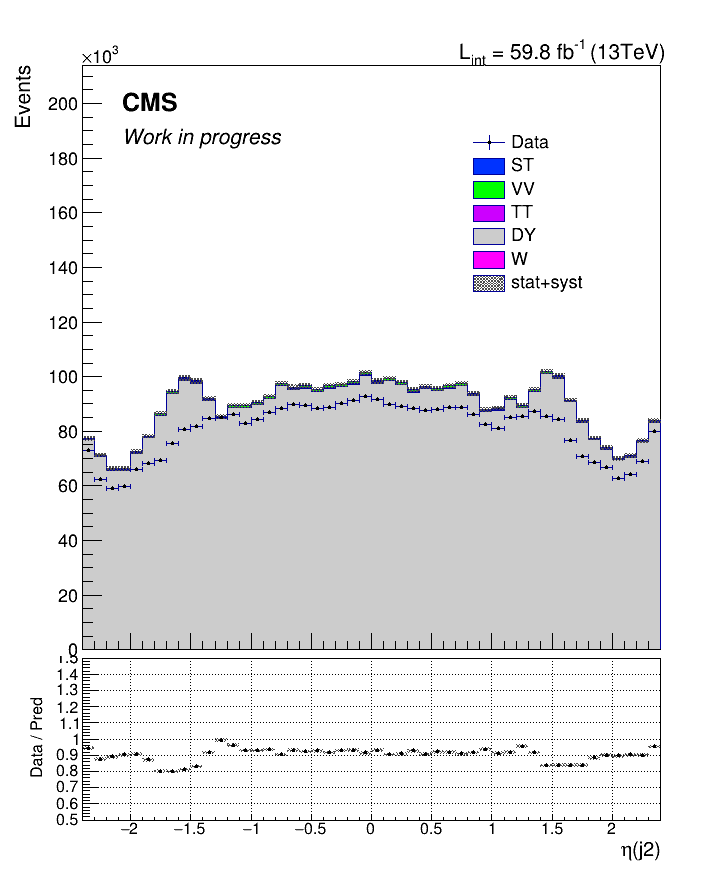 ×10³
L_int = 59.8 fb⁻¹ (13TeV)
Events
CMS
Work in progress
Data
ST
VV
TT
DY
W
stat+syst
200
180
160
140
120
100
80
60
40
20
0
Data / Pred
1.5
1.4
1.3
1.2
1.1
1
0.9
0.8
0.7
0.6
0.5
−2 −1.5 −1 −0.5 0 0.5 1 1.5 2
η(j2)